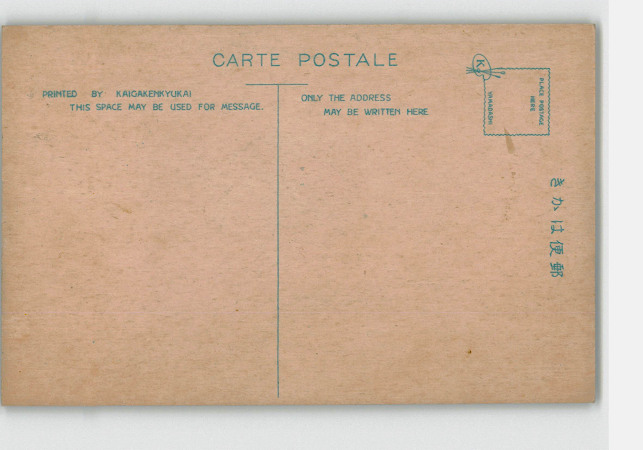 CARTE POSTALE
PRINTED BY KAIGAKENKYUKAI
THIS SPACE MAY BE USED FOR MESSAGE.
ONLY THE ADDRESS
MAY BE WRITTEN HERE
PLACE POSTAGE
HERE
郵便はかき